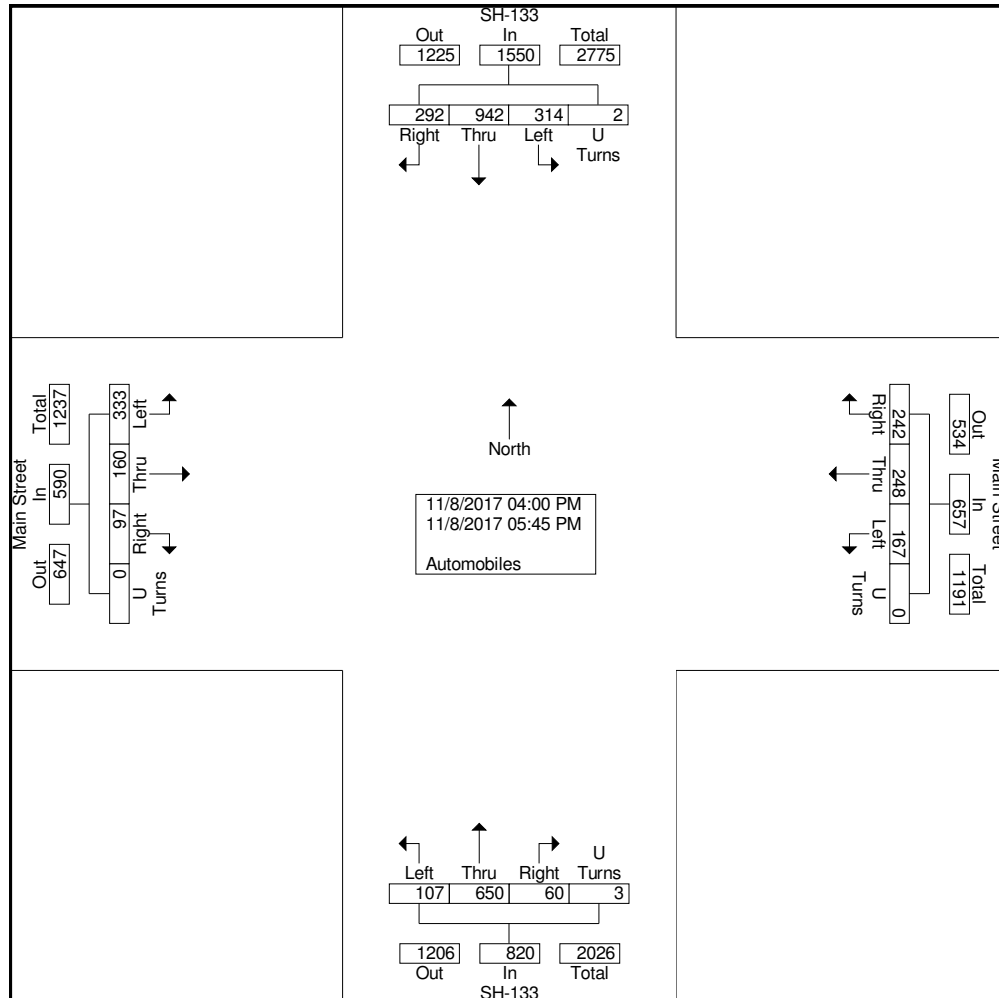 SH-133
Out In Total
1225 1550 2775
292 942 314 2
Right Thru Left U
Turns
Main Street
Total In Out
1237 590 647
333 160 97 0
Left Thru Right U
Turns
North
11/8/2017 04:00 PM
11/8/2017 05:45 PM
Automobiles
Right Thru Left U
Turns
242 248 167 0
Out In Total
534 657 1191
Main Street
U
Left Thru Right Turns
107 650 60 3
1206 820 2026
Out In Total
SH-133